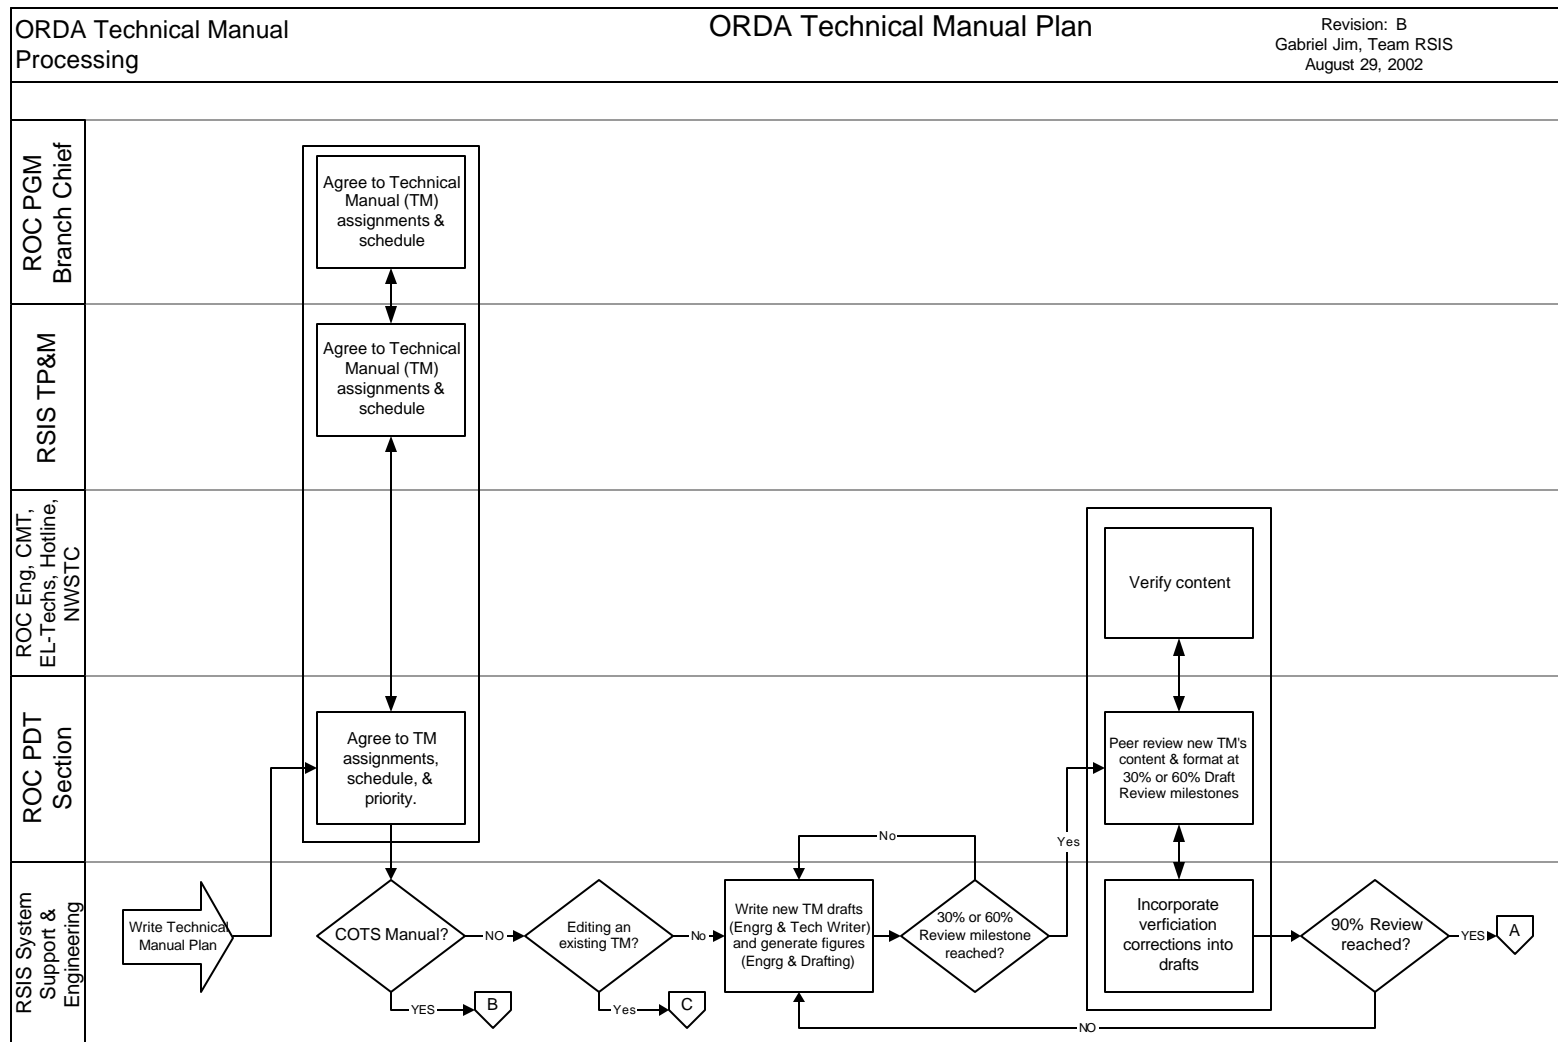 ORDA Technical Manual
Processing
ORDA Technical Manual Plan
Revision: B
Gabriel Jim, Team RSIS
August 29, 2002
ROC PGM
Branch Chief
Agree to Technical
Manual (TM)
assignments &
schedule
RSIS TP&M
Agree to Technical
Manual (TM)
assignments &
schedule
ROC Eng, CMT,
EL-Techs, Hotline,
NWSTC
Verify content
ROC PDT
Section
Agree to TM
assignments,
schedule, &
priority.
Peer review new TM's
content & format at
30% or 60% Draft
Review milestones
No
Yes
RSIS System
Support &
Engineering
Write Technical
Manual Plan
COTS Manual?
NO
YES
B
Editing an
existing TM?
No
Yes
C
Write new TM drafts
(Engrg & Tech Writer)
and generate figures
(Engrg & Drafting)
30% or 60%
Review milestone
reached?
Incorporate
verficiation
corrections into
drafts
90% Review
reached?
YES
A
NO